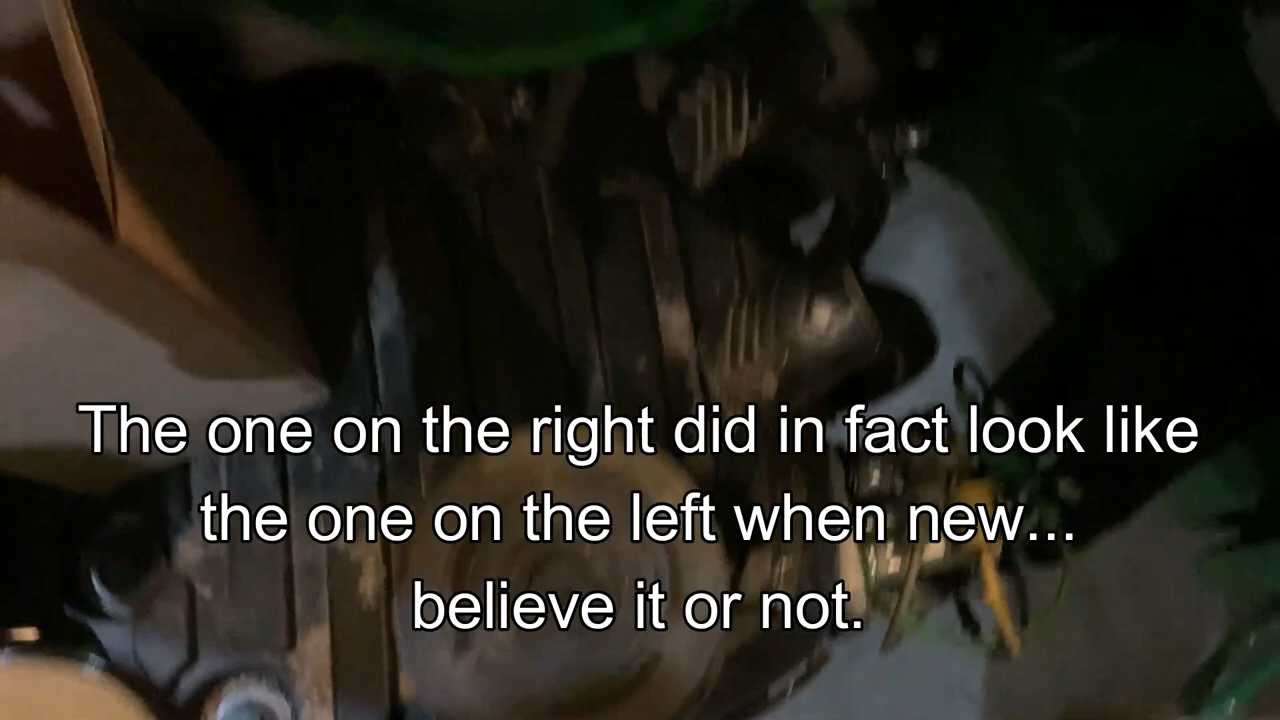 The one on the right did in fact look like
the one on the left when new...
believe it or not.